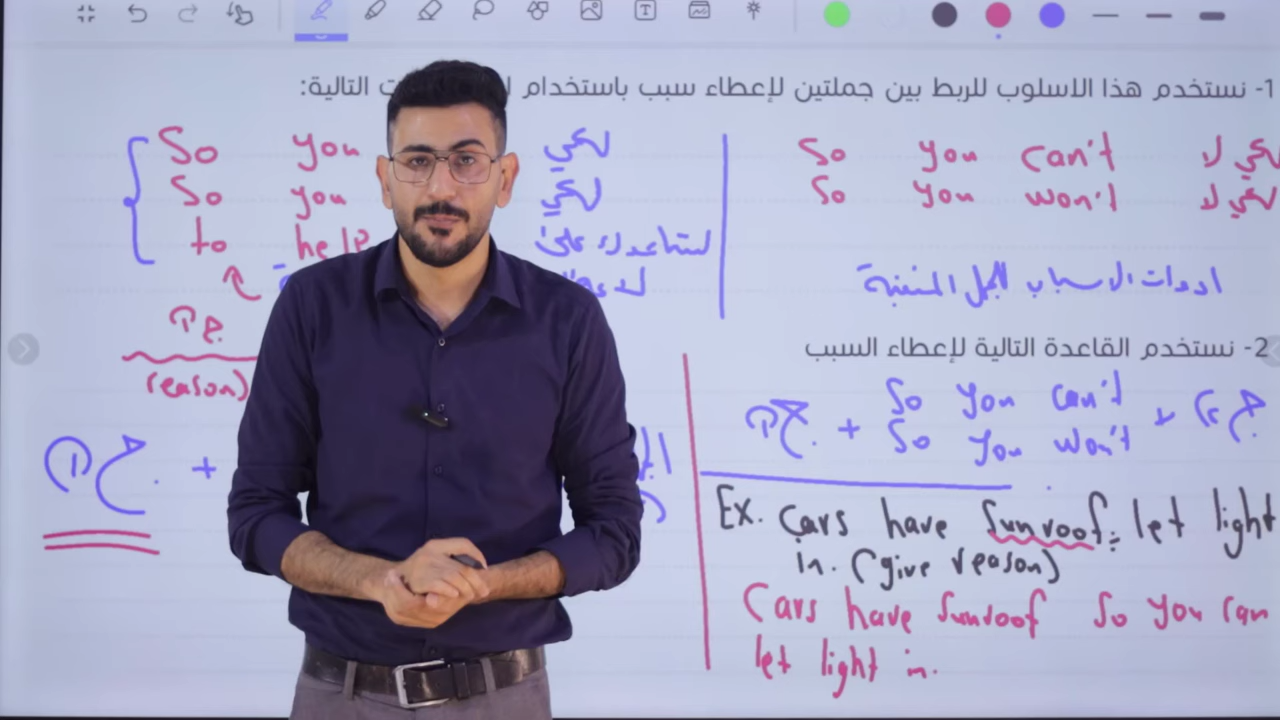 1- نستخدم هذا الاسلوب للربط بين جملتين لإعطاء سبب باستخدام التالية:
So you لكي
So you لكي
to help لتساعدك على
(reason)
So you can't لكي لا
So you won't لكي لا
ادوات الاسباب للجمل المنفية
2- نستخدم القاعدة التالية لإعطاء السبب
ج① + So you can't + ج②
So you won't
Ex. Cars have Sunroof. let light
in. (give reason)
Cars have Sunroof So you can
let light in.
ج① +